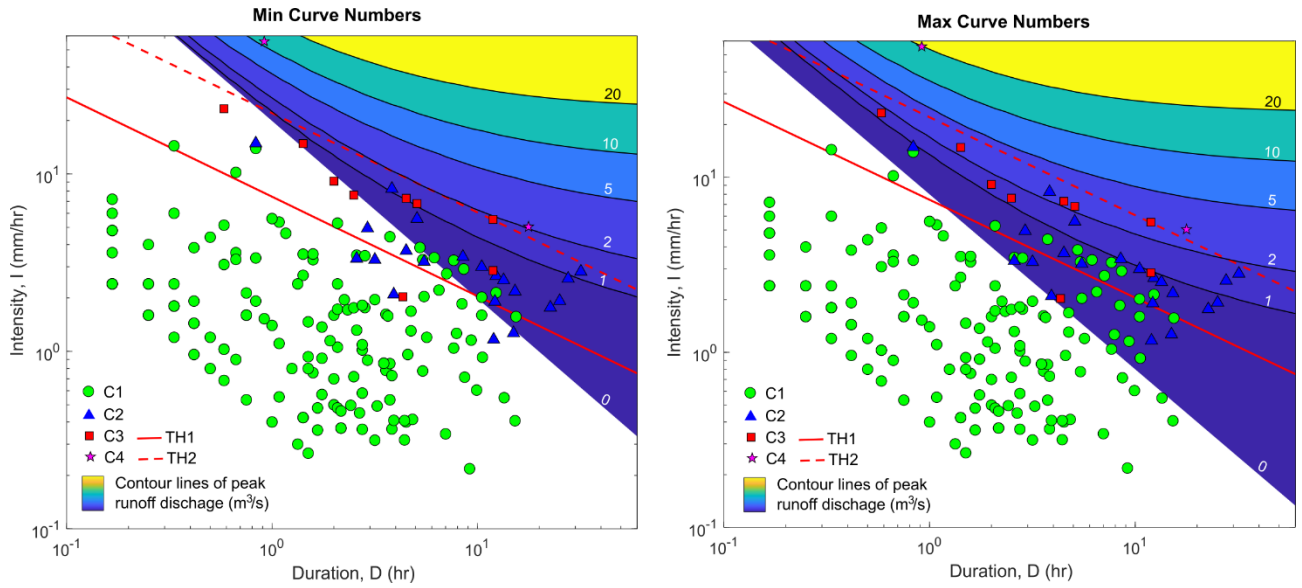 Min Curve Numbers
Intensity, I (mm/hr)
10¹
10⁰
10⁻¹
20
10
5
2
1
0
C1
C2
C3
C4
TH1
TH2
Contour lines of peak
runoff dischage (m³/s)
10⁻¹
10⁰
10¹
Duration, D (hr)
Max Curve Numbers
Intensity, I (mm/hr)
10¹
10⁰
10⁻¹
20
10
5
2
1
0
C1
C2
C3
C4
TH1
TH2
Contour lines of peak
runoff dischage (m³/s)
10⁻¹
10⁰
10¹
Duration, D (hr)